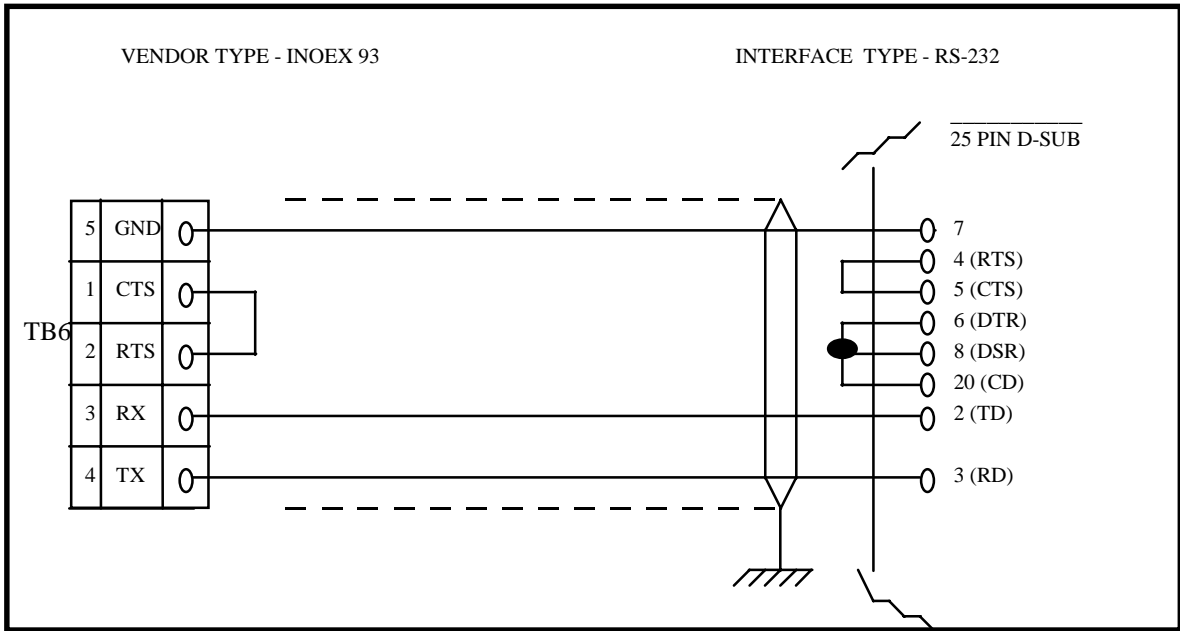 VENDOR TYPE - INOEX 93
INTERFACE TYPE - RS-232
25 PIN D-SUB
TB6
5 GND
1 CTS
2 RTS
3 RX
4 TX
7
4 (RTS)
5 (CTS)
6 (DTR)
8 (DSR)
20 (CD)
2 (TD)
3 (RD)